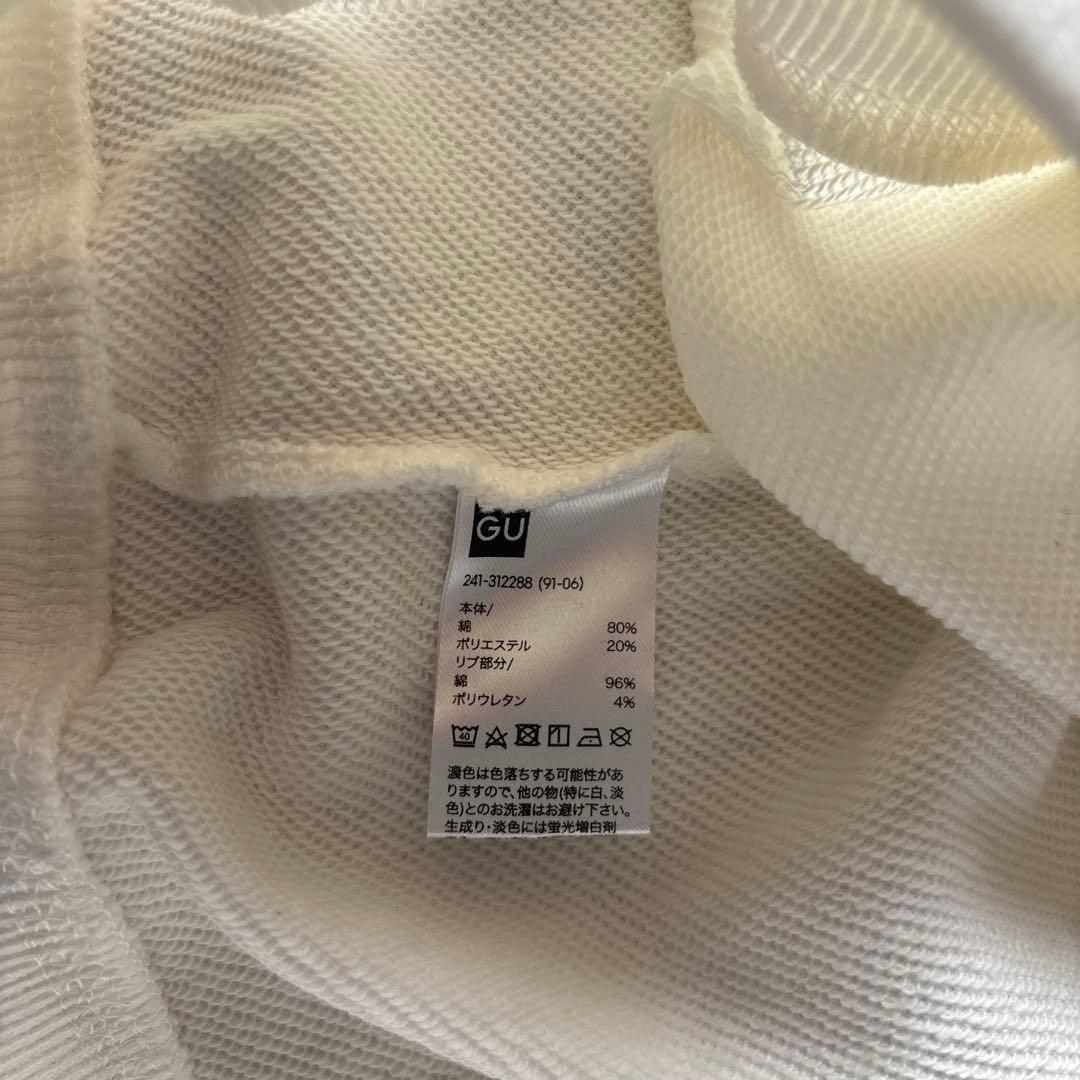 GU
241-312288 (91-06)
本体/
綿 80%
ポリエステル 20%
リブ部分/
綿 96%
ポリウレタン 4%
40
濃色は色落ちする可能性があ
りますので、他の物(特に白、淡
色)とのお洗濯はお避け下さい。
生成り・淡色には蛍光増白剤